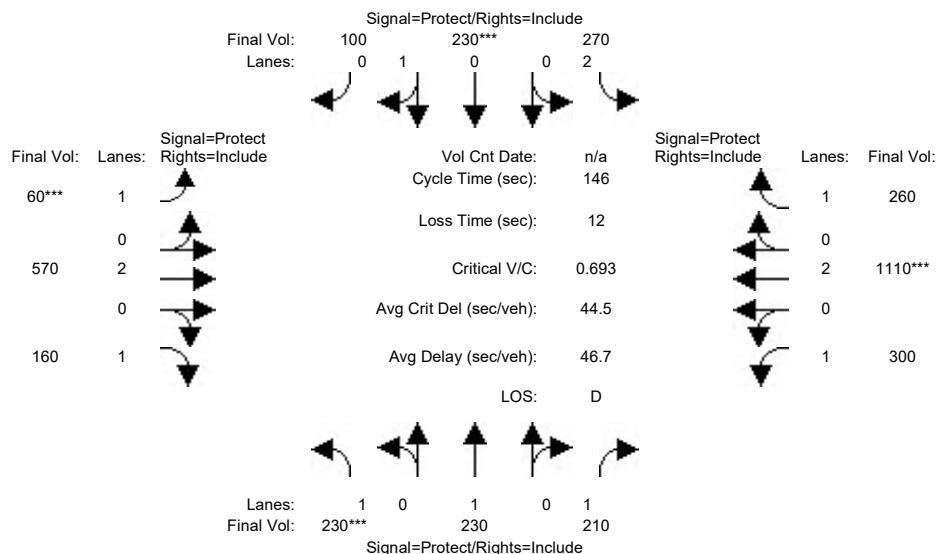 Signal=Protect/Rights=Include
Final Vol: 100 230*** 270
Lanes: 0 1 0 0 2
Signal=Protect
Final Vol: Lanes: Rights=Include
Vol Cnt Date: n/a
Signal=Protect
Rights=Include Lanes: Final Vol:
Cycle Time (sec): 146
60*** 1
1 260
Loss Time (sec): 12
0
0
570 2
Critical V/C: 0.693
2 1110***
0
Avg Crit Del (sec/veh): 44.5
0
160 1
Avg Delay (sec/veh): 46.7
1 300
LOS: D
Lanes: 1 0 1 0 1
Final Vol: 230*** 230 210
Signal=Protect/Rights=Include